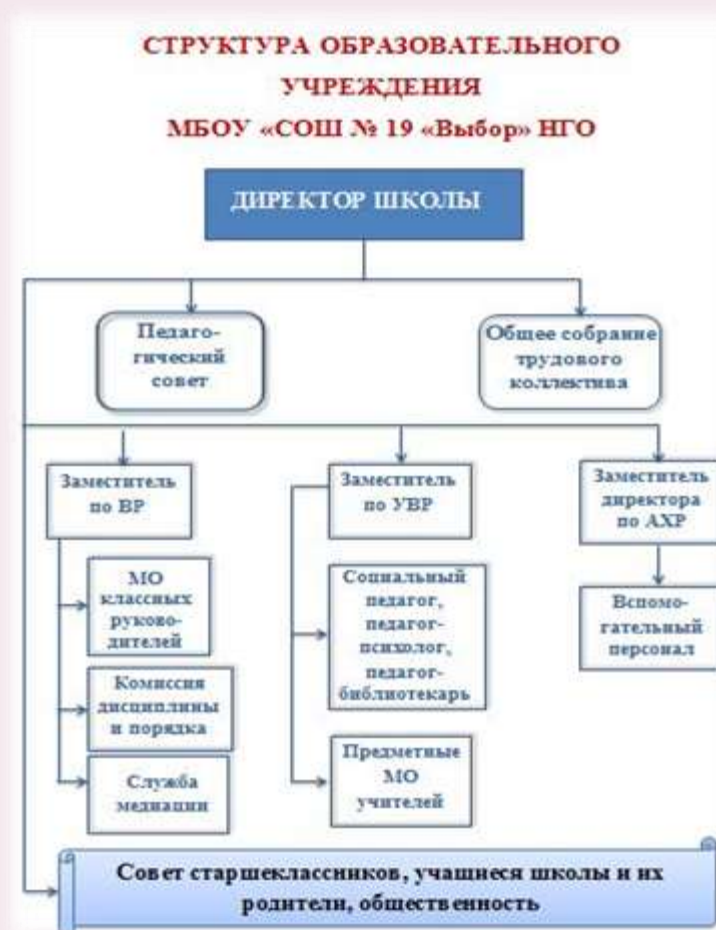 СТРУКТУРА ОБРАЗОВАТЕЛЬНОГО
УЧРЕЖДЕНИЯ
МБОУ «СОШ № 19 «Выбор» НГО
ДИРЕКТОР ШКОЛЫ
Педаго-
гический
совет
Общее собрание
трудового
коллектива
Заместитель
по ВР
Заместитель
по УВР
Заместитель
директора
по АХР
МО
классных
руково-
дителей
Комиссия
дисциплины
и порядка
Служба
медиации
Социальный
педагог,
педагог-
психолог,
педагог-
библиотекарь
Предметные
МО
учителей
Вспомо-
гательный
персонал
Совет старшеклассников, учащиеся школы и их
родители, общественность